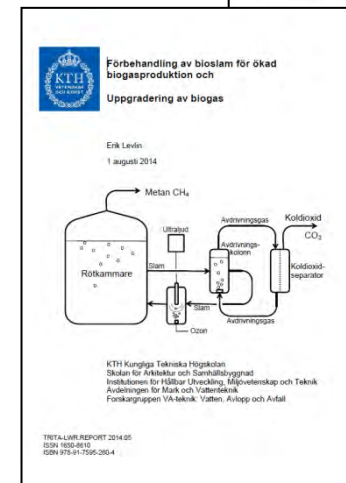 KTH
VETENSKAP
OCH KONST
Förbehandling av bioslam för ökad
biogasproduktion och
Uppgradering av biogas
Erik Levlin
1 augusti 2014
Metan CH₄
Ultraljud
Avdrivningsgas
Koldioxid
CO₂
Avdrivnings-
kolonn
Rötkammare
Slam
Koldioxid-
separator
Slam
Avdrivningsgas
Ozon
KTH Kungliga Tekniska Högskolan
Skolan för Arkitektur och Samhällsbyggnad
Institutionen för Hållbar Utveckling, Miljövetenskap och Teknik
Avdelningen för Mark och Vattenteknik
Forskargruppen VA-teknik: Vatten, Avlopp och Avfall
TRITA-LWR.REPORT 2014:05
ISSN 1650-8610
ISBN 978-91-7595-260-4